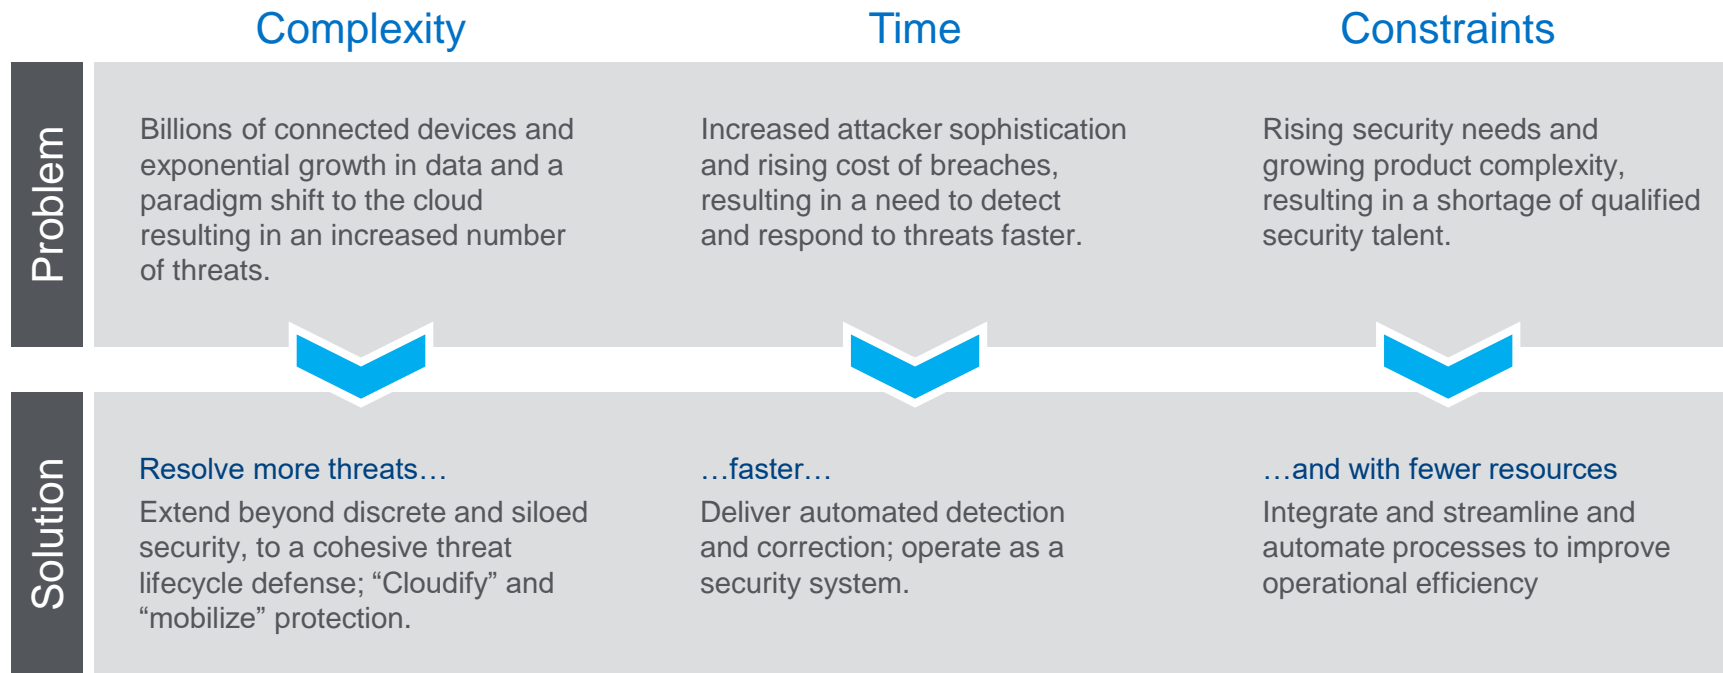 Complexity
Time
Constraints
Problem
Billions of connected devices and
exponential growth in data and a
paradigm shift to the cloud
resulting in an increased number
of threats.
Increased attacker sophistication
and rising cost of breaches,
resulting in a need to detect
and respond to threats faster.
Rising security needs and
growing product complexity,
resulting in a shortage of qualified
security talent.
Solution
Resolve more threats…
Extend beyond discrete and siloed
security, to a cohesive threat
lifecycle defense; “Cloudify” and
“mobilize” protection.
…faster…
Deliver automated detection
and correction; operate as a
security system.
…and with fewer resources
Integrate and streamline and
automate processes to improve
operational efficiency